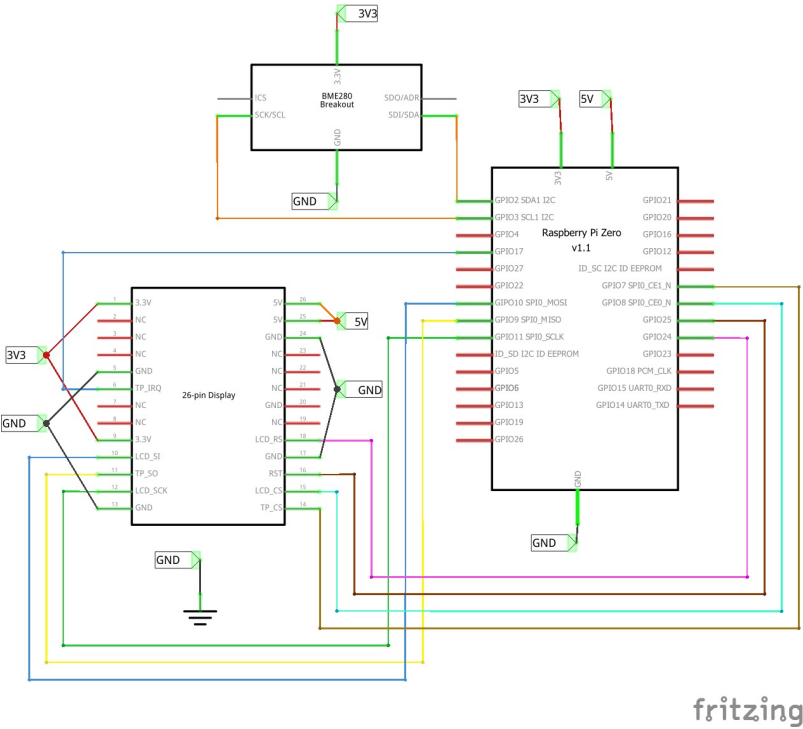 3V3
3.3V
ICS
SCK/SCL
BME280
Breakout
SDO/ADR
SDI/SDA
GND
GND
3V3
5V
3V3
5V
GPIO2 SDA1 I2C
GPIO3 SCL1 I2C
GPIO4
GPIO17
GPIO27
GPIO22
GIPO10 SPI0_MOSI
GPIO9 SPI0_MISO
GPIO11 SPI0_SCLK
ID_SD I2C ID EEPROM
GPIO5
GPIO6
GPIO13
GPIO19
GPIO26
Raspberry Pi Zero
v1.1
GPIO21
GPIO20
GPIO16
GPIO12
ID_SC I2C ID EEPROM
GPIO7 SPI0_CE1_N
GPIO8 SPI0_CE0_N
GPIO25
GPIO24
GPIO23
GPIO18 PCM_CLK
GPIO15 UART0_RXD
GPIO14 UART0_TXD
GND
GND
3V3
GND
1 3.3V
2 NC
3 NC
4 NC
5 GND
6 TP_IRQ
7 NC
8 NC
9 3.3V
10 LCD_SI
11 TP_SO
12 LCD_SCK
13 GND
26-pin Display
5V 26
5V 25
GND 24
NC 23
NC 22
NC 21
GND 20
NC 19
LCD_RS 18
GND 17
RST 16
LCD_CS 15
TP_CS 14
5V
GND
GND
fritzing